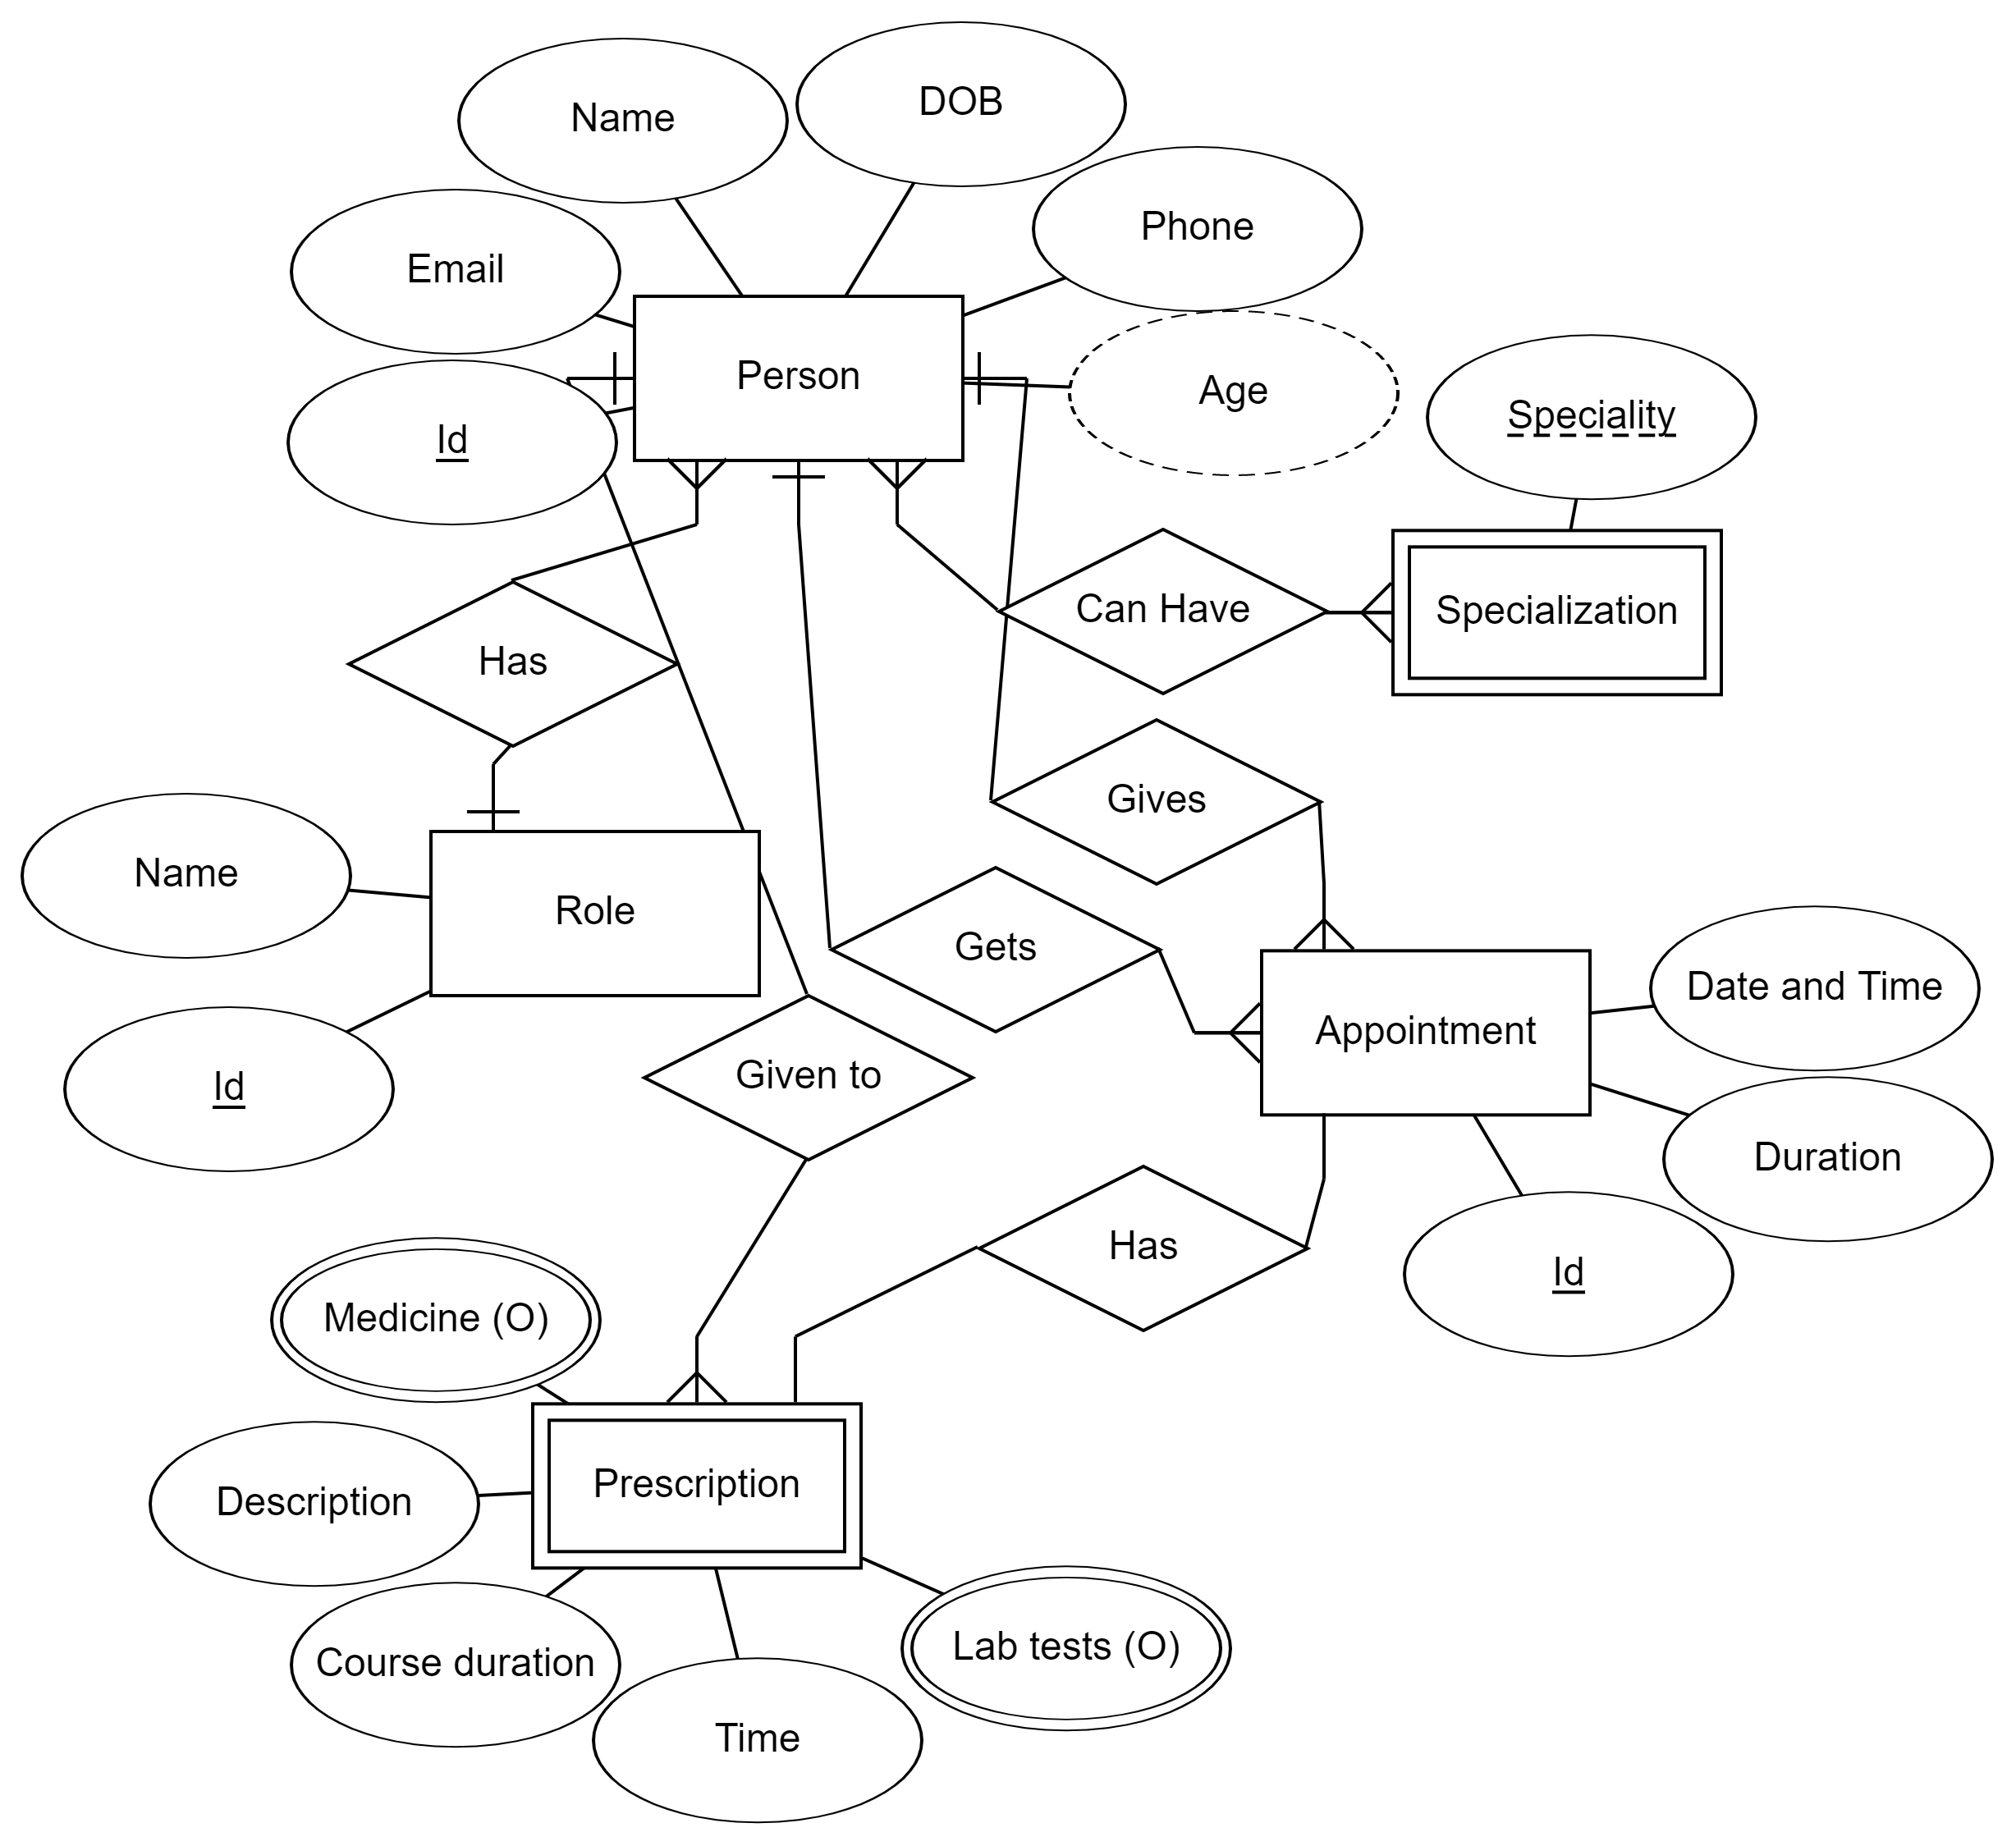 DOB
Name
Phone
Email
Person
Age
Speciality
Id
Can Have
Specialization
Has
Gives
Name
Role
Gets
Date and Time
Appointment
Given to
Id
Duration
Has
Id
Medicine (O)
Prescription
Description
Lab tests (O)
Course duration
Time